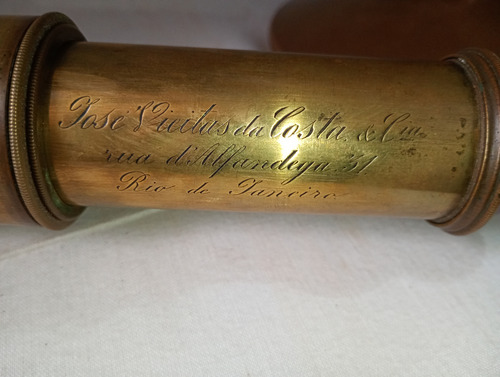 José Freitas da Costa & Cia.
rua d'Alfandega 31
Rio de Janeiro